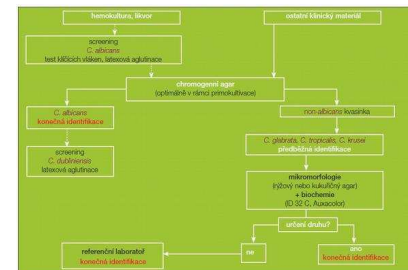 hemokultura, likvor
ostatní klinický materiál
screening
C. albicans
test klíčících vláken, latexová aglutinace
chromogenní agar
(optimálně v rámci primokultivace)
C. albicans
konečná identifikace
non-albicans kvasinka
screening
C. dubliniensis
latexová aglutinace
C. glabrata, C. tropicalis, C. krusei
předběžná identifikace
mikromorfologie
(rýžový nebo kukuřičný agar)
+ biochemie
(ID 32 C, Auxacolor)
určení druhu?
referenční laboratoř
konečná identifikace
ne
ano
konečná identifikace